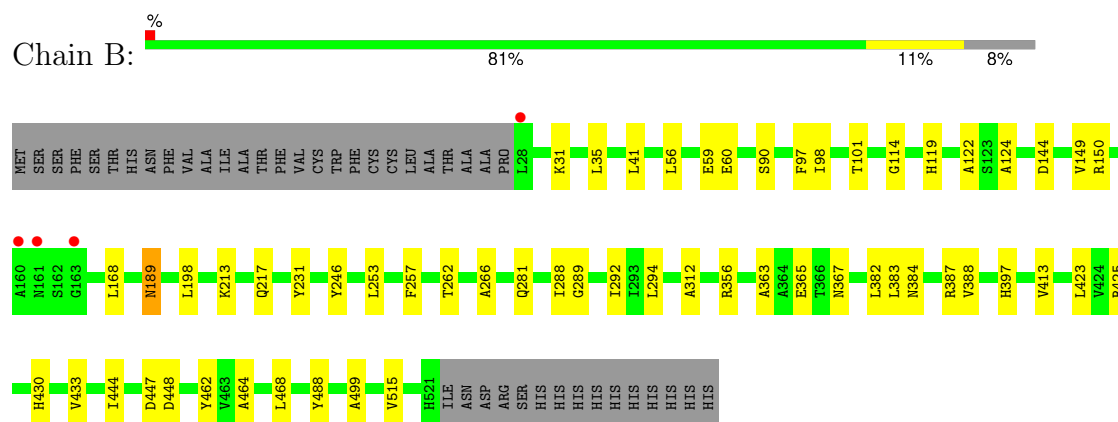 %
Chain B:
81% 11% 8%
MET SER SER PHE SER THR HIS ASN PHE VAL ALA ILE ALA THR PHE VAL CYS TRP PHE CYS CYS LEU ALA THR ALA ALA PRO L28 K31 L35 L41 L56 E59 E60 S90 F97 I98 T101 G114 H119 A122 S123 A124 D144 V149 R150
A160 N161 S162 G163 L168 N189 L198 K213 Q217 Y231 Y246 L253 F257 T262 A266 Q281 I288 G289 I292 I293 L294 A312 R356 A363 A364 E365 T366 N367 L382 L383 N384 R387 V388 H397 V413 L423 V424
H430 V433 I444 D447 D448 Y462 V463 A464 L468 Y488 A499 V515 H521 ILE ASN ASP ARG SER HIS HIS HIS HIS HIS HIS HIS HIS HIS HIS